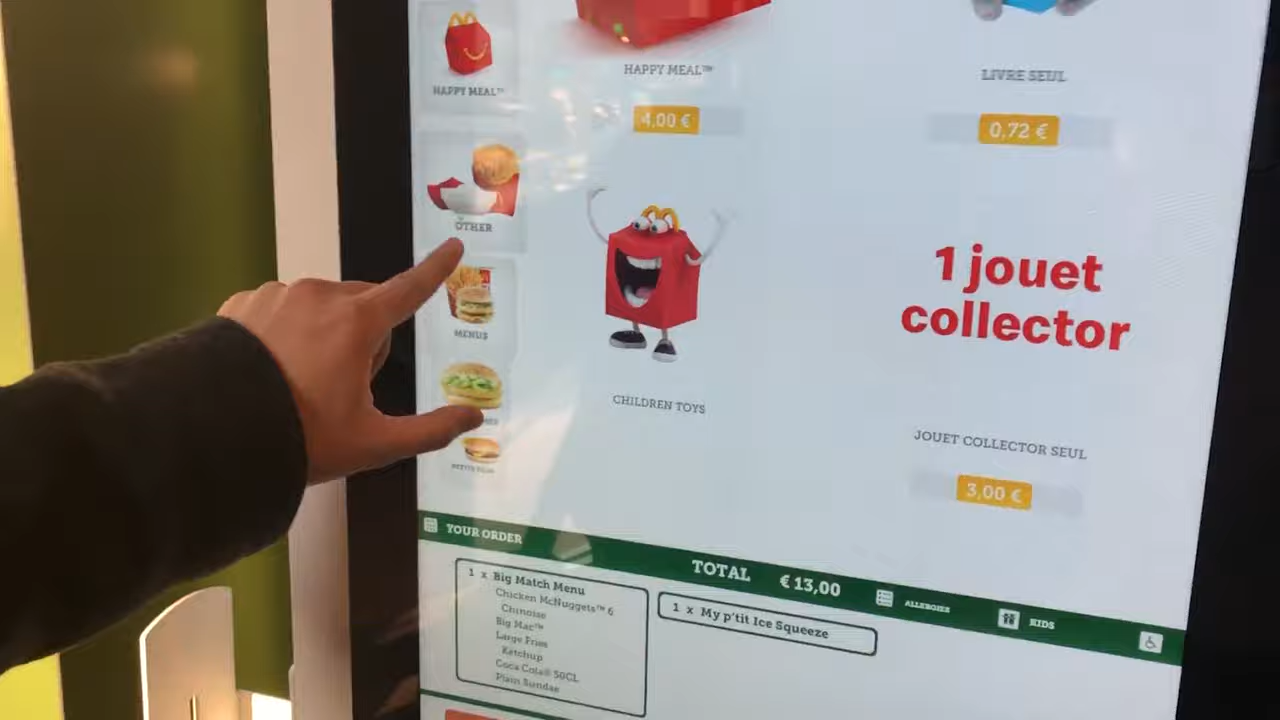 HAPPY MEAL™
HAPPY MEAL™
4,00 €
LIVRE SEUL
0,72 €
OTHER
MENUS
CHILDREN TOYS
1 jouet
collector
JOUET COLLECTOR SEUL
3,00 €
YOUR ORDER
TOTAL € 13,00
ALLERGIES
KIDS
1 x Big Match Menu
Chicken McNuggets™ 6
Chinoise
Big Mac™
Large Fries
Ketchup
Coca Cola® 50CL
Plain Sundae
1 x My p'tit Ice Squeeze